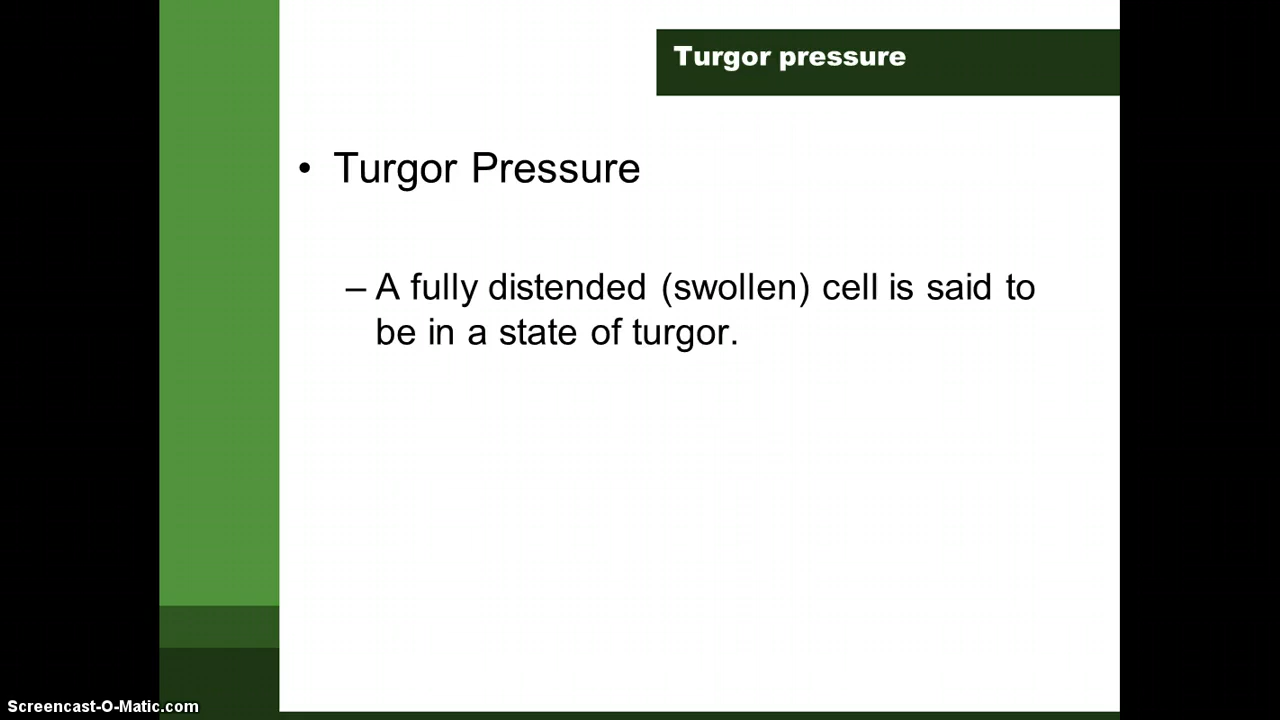 Turgor pressure
• Turgor Pressure
– A fully distended (swollen) cell is said to
be in a state of turgor.
Screencast-O-Matic.com